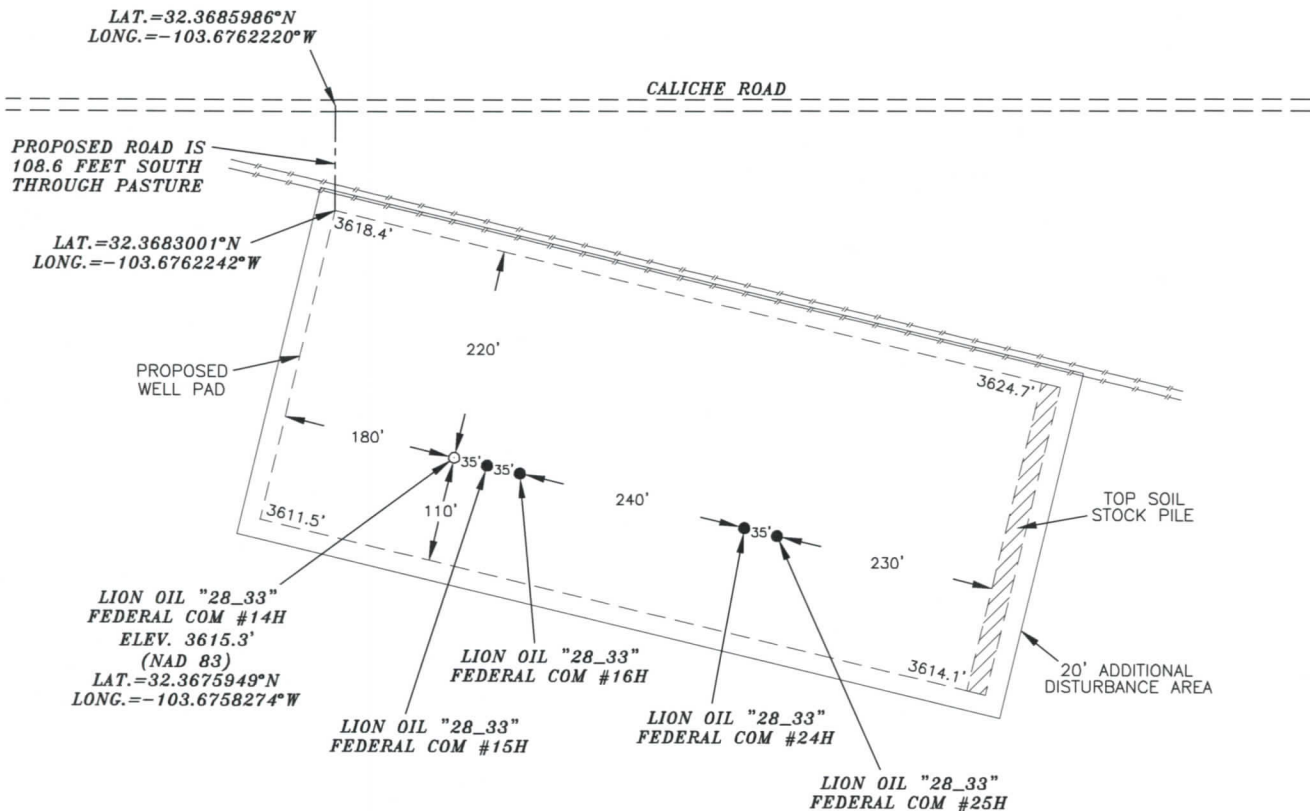 LAT.=32.3685986°N
LONG.=-103.6762220°W
CALICHE ROAD
PROPOSED ROAD IS
108.6 FEET SOUTH
THROUGH PASTURE
LAT.=32.3683001°N
LONG.=-103.6762242°W
3618.4'
220'
PROPOSED
WELL PAD
3624.7'
180'
35'
35'
110'
240'
35'
230'
TOP SOIL
STOCK PILE
3611.5'
LION OIL "28_33"
FEDERAL COM #14H
ELEV. 3615.3'
(NAD 83)
LAT.=32.3675949°N
LONG.=-103.6758274°W
LION OIL "28_33"
FEDERAL COM #16H
3614.1'
20' ADDITIONAL
DISTURBANCE AREA
LION OIL "28_33"
FEDERAL COM #15H
LION OIL "28_33"
FEDERAL COM #24H
LION OIL "28_33"
FEDERAL COM #25H